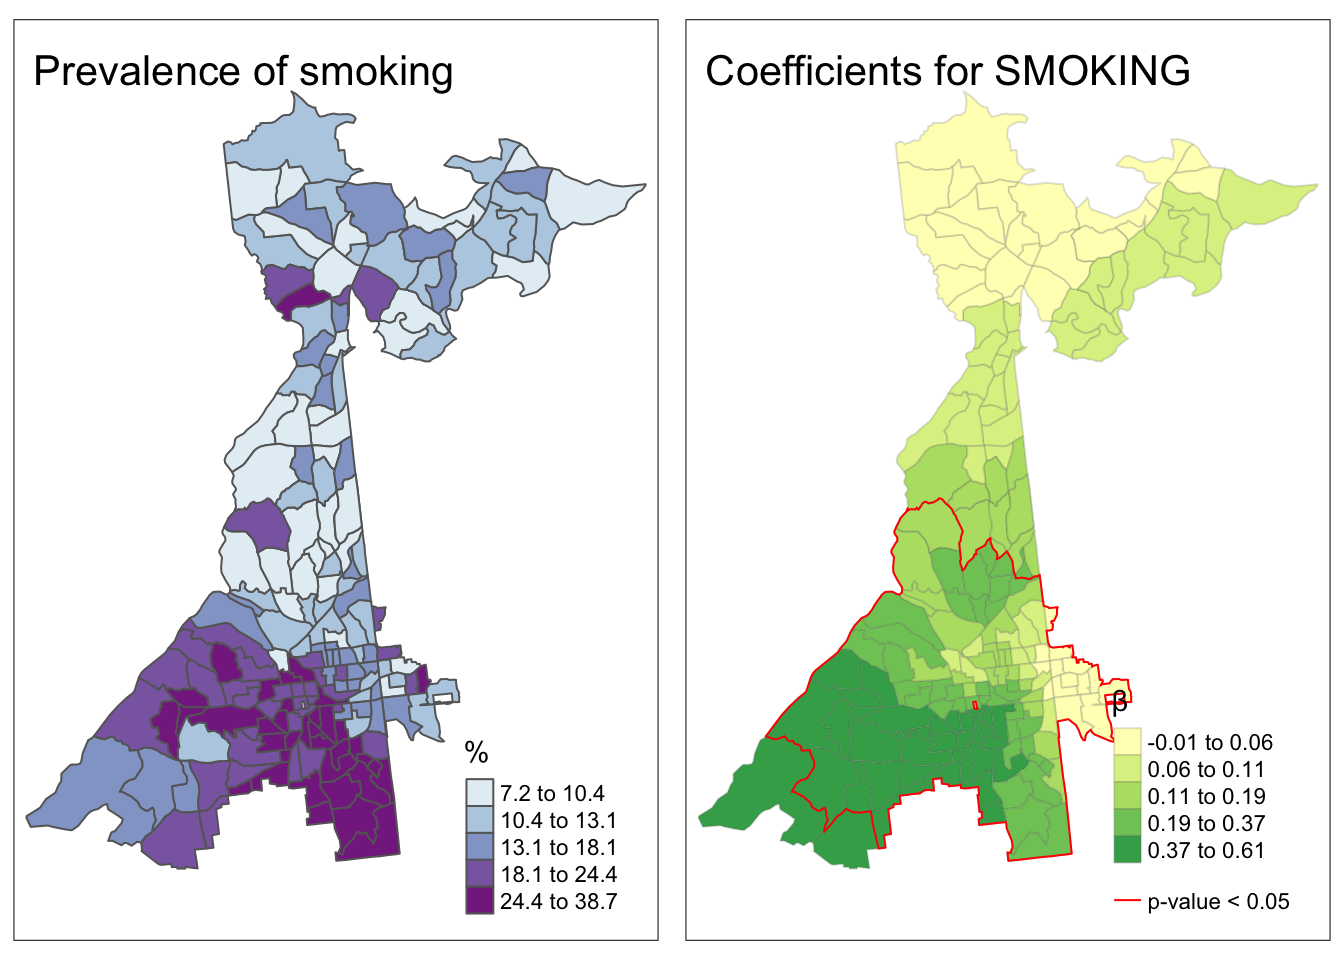 Prevalence of smoking
%
7.2 to 10.4
10.4 to 13.1
13.1 to 18.1
18.1 to 24.4
24.4 to 38.7
Coefficients for SMOKING
β
-0.01 to 0.06
0.06 to 0.11
0.11 to 0.19
0.19 to 0.37
0.37 to 0.61
p-value < 0.05